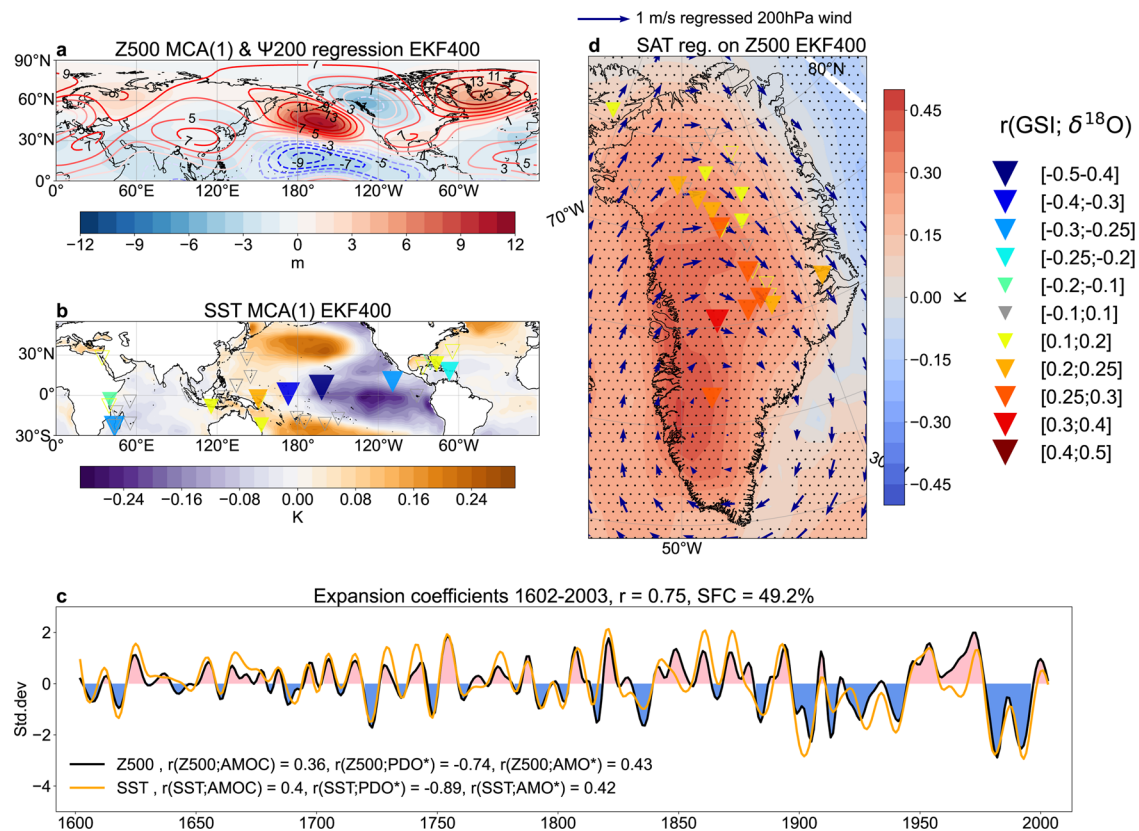 1 m/s regressed 200hPa wind
a Z500 MCA(1) & Ψ200 regression EKF400
90°N
60°N
30°N
0°
0° 60°E 120°E 180° 120°W 60°W
−12 −9 −6 −3 0 3 6 9 12
m
b SST MCA(1) EKF400
30°N
0°
30°S
0° 60°E 120°E 180° 120°W 60°W
−0.24 −0.16 −0.08 0.00 0.08 0.16 0.24
K
d SAT reg. on Z500 EKF400
80°N
70°W
50°W
0.45
0.30
0.15
0.00
−0.15
−0.30
−0.45
K
r(GSI; δ¹⁸O)
[-0.5-0.4]
[-0.4;-0.3]
[-0.3;-0.25]
[-0.25;-0.2]
[-0.2;-0.1]
[-0.1;0.1]
[0.1;0.2]
[0.2;0.25]
[0.25;0.3]
[0.3;0.4]
[0.4;0.5]
c Expansion coefficients 1602-2003, r = 0.75, SFC = 49.2%
Std.dev
2
0
−2
−4
Z500 , r(Z500;AMOC) = 0.36, r(Z500;PDO*) = -0.74, r(Z500;AMO*) = 0.43
SST , r(SST;AMOC) = 0.4, r(SST;PDO*) = -0.89, r(SST;AMO*) = 0.42
1600 1650 1700 1750 1800 1850 1900 1950 2000